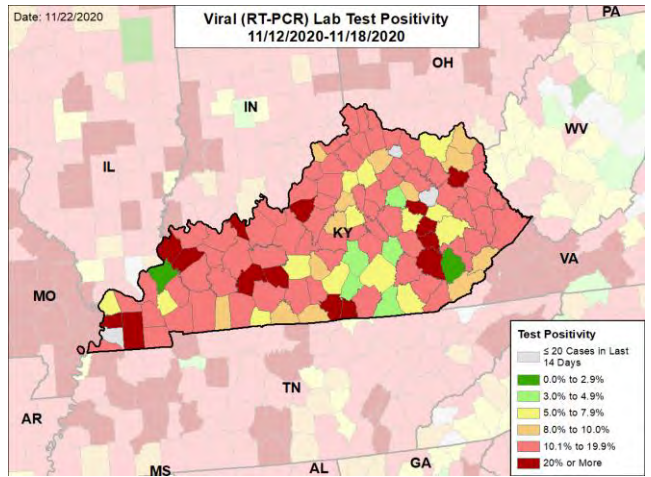 Date: 11/22/2020
Viral (RT-PCR) Lab Test Positivity
11/12/2020-11/18/2020
PA
OH
IN
WV
IL
KY
VA
MO
TN
AR
MS
AL
GA
Test Positivity
≤ 20 Cases in Last
14 Days
0.0% to 2.9%
3.0% to 4.9%
5.0% to 7.9%
8.0% to 10.0%
10.1% to 19.9%
20% or More